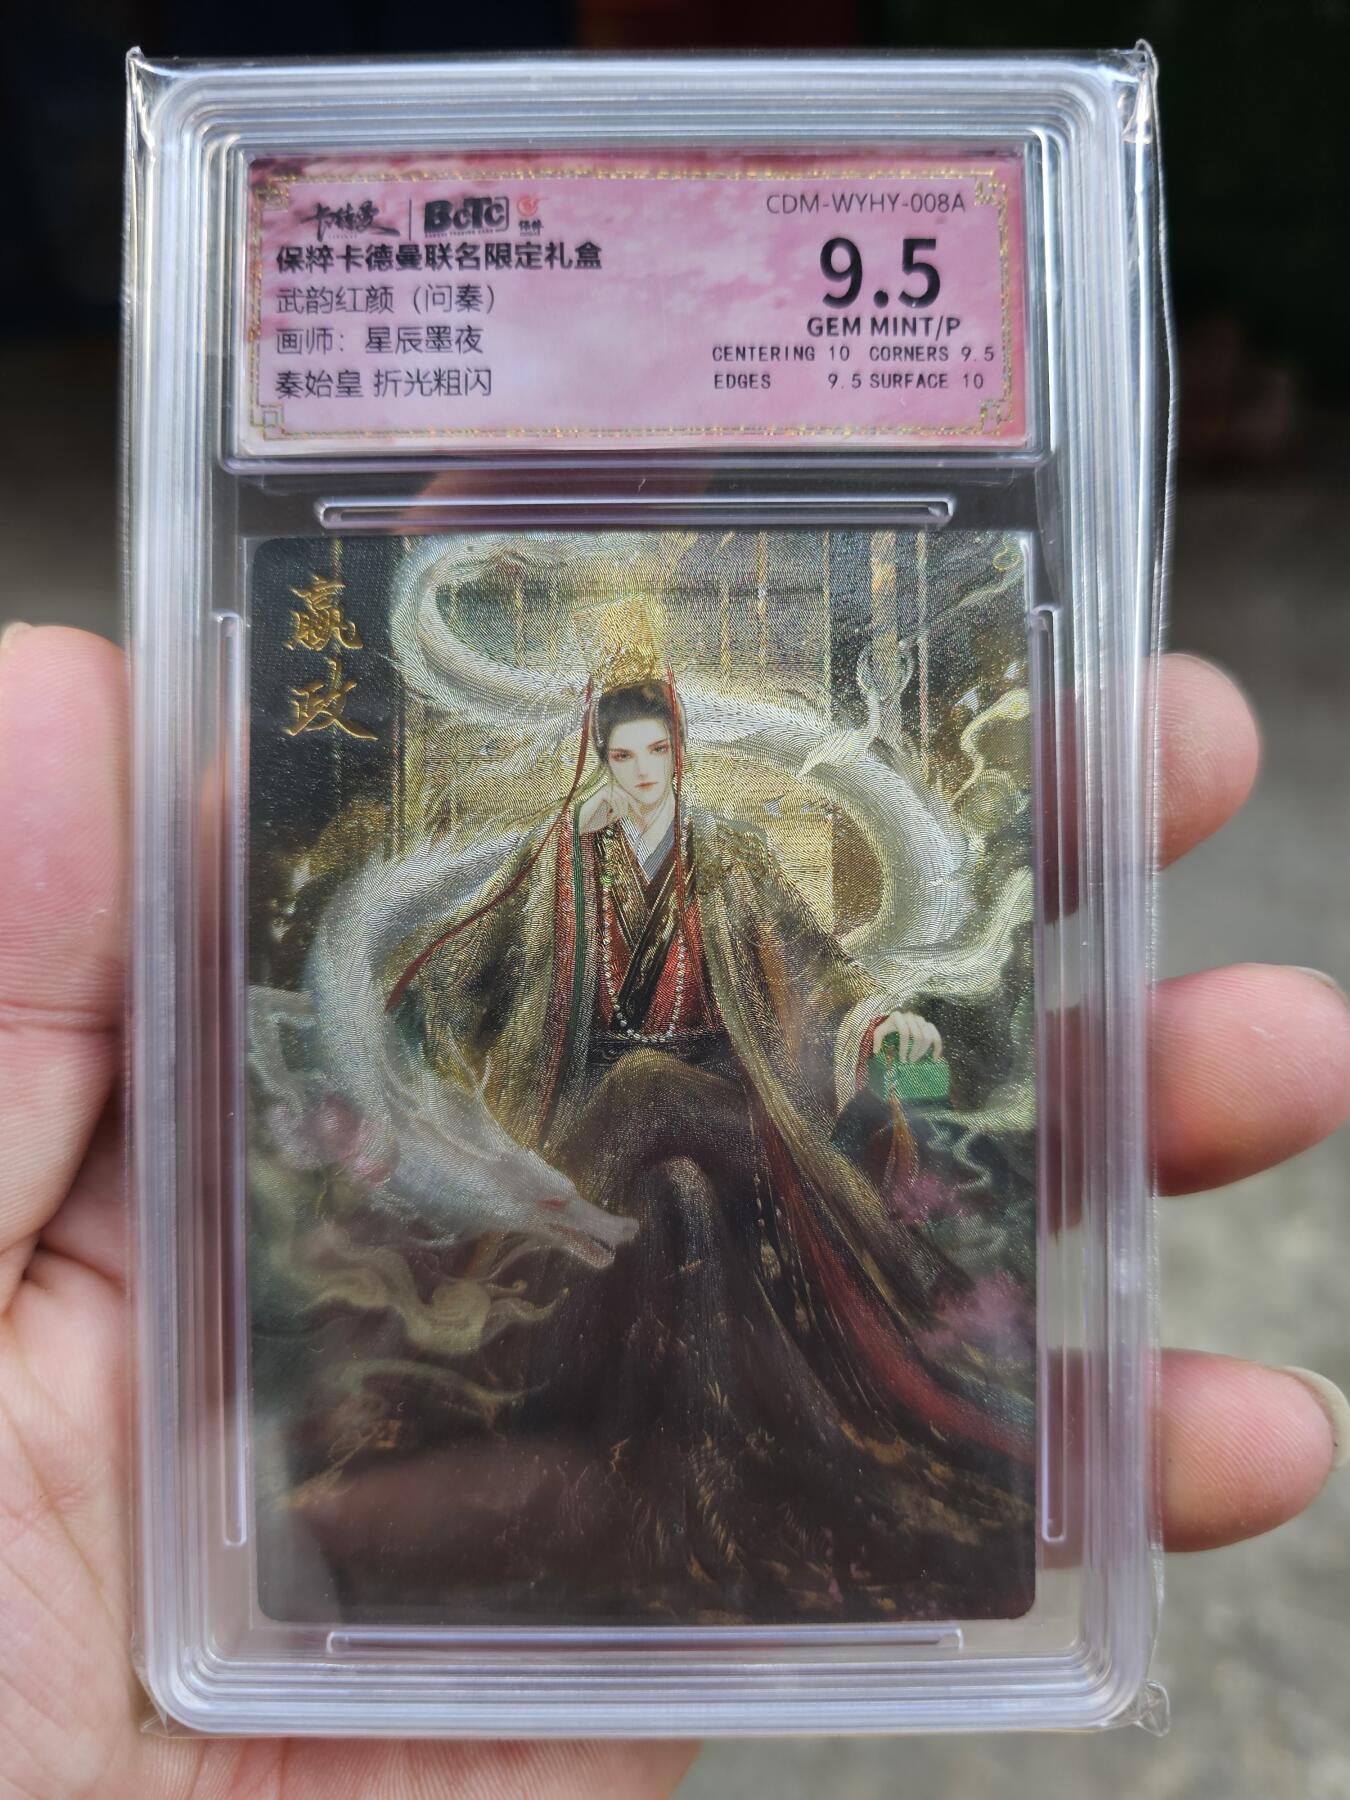 卡德曼 BCTC 保粹
CDM-WYHY-008A
保粹卡德曼联名限定礼盒
武韵红颜（问秦）
画师：星辰墨夜
秦始皇 折光粗闪
9.5
GEM MINT/P
CENTERING 10 CORNERS 9.5
EDGES 9.5 SURFACE 10
嬴政